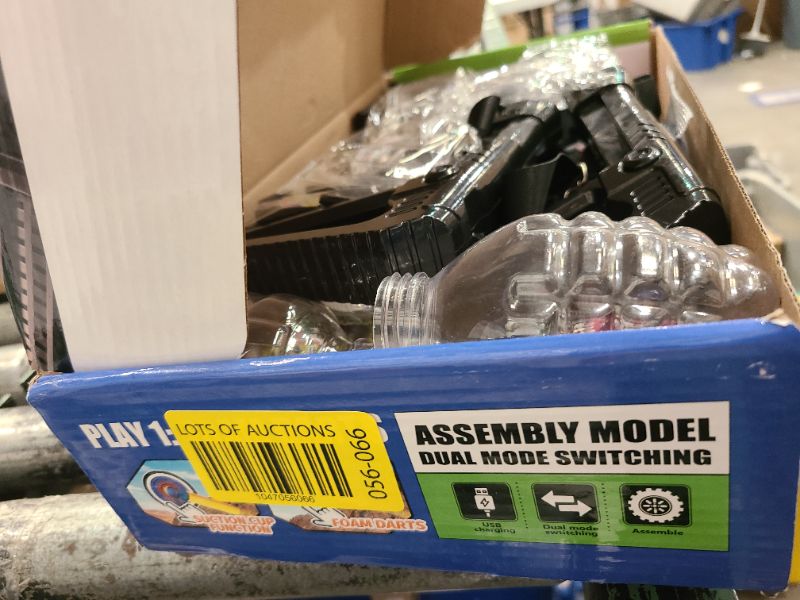 PLAY 1:
S
LOTS OF AUCTIONS
1047056066
056-066
SUCTION CUP
FUNCTION
FOAM DARTS
ASSEMBLY MODEL
DUAL MODE SWITCHING
USB
charging
Dual mode
switching
Assemble